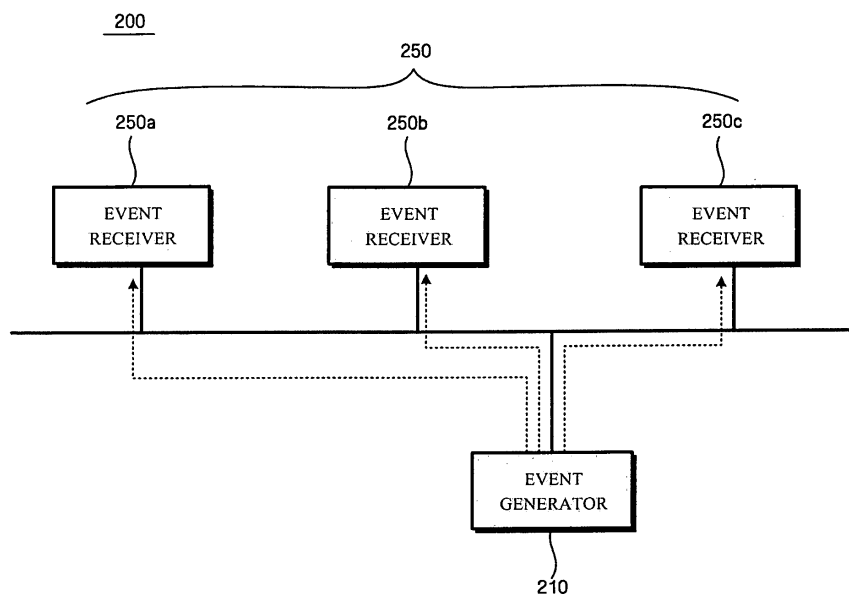 200
250
250a
250b
250c
EVENT
RECEIVER
EVENT
RECEIVER
EVENT
RECEIVER
EVENT
GENERATOR
210